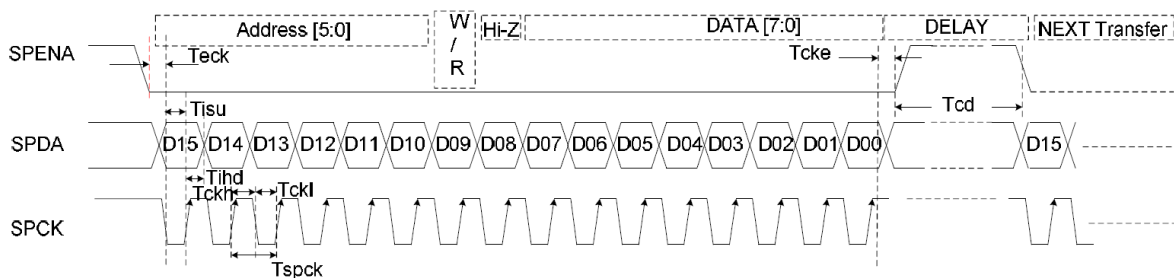 Address [5:0] W/R Hi-Z DATA [7:0] DELAY NEXT Transfer
SPENA Teck Tcke
Tcd
Tisu
SPDA D15 D14 D13 D12 D11 D10 D09 D08 D07 D06 D05 D04 D03 D02 D01 D00 D15
Tihd
Tckh Tckl
SPCK
Tspck